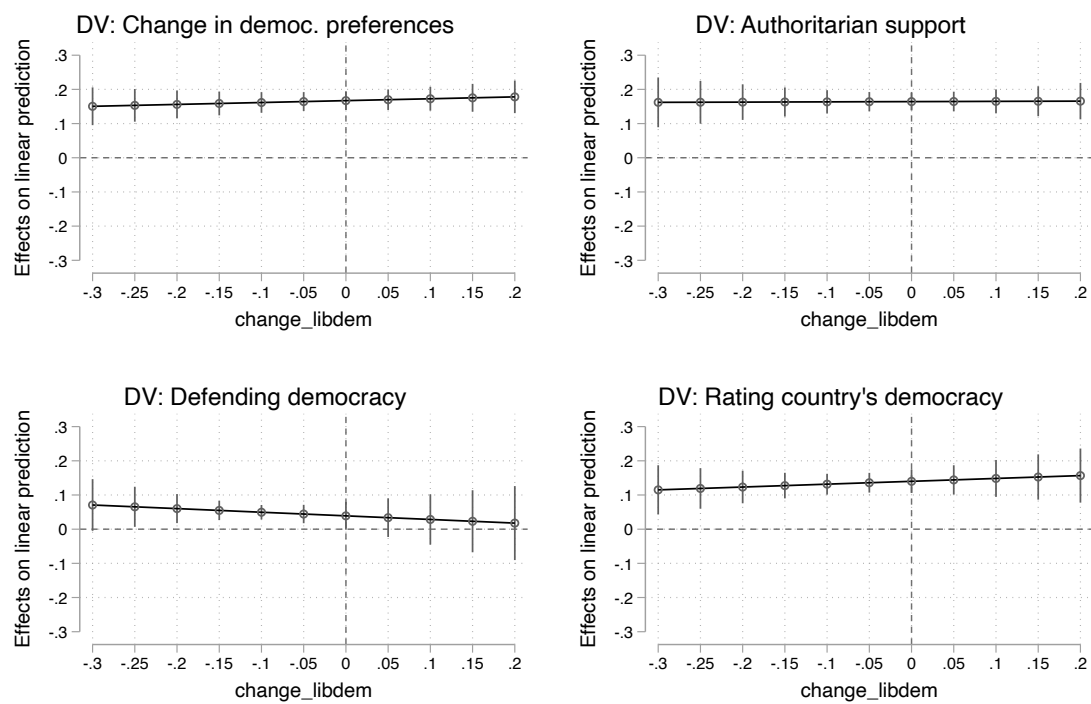 DV: Change in democ. preferences
Effects on linear prediction
.3
.2
.1
0
-.1
-.2
-.3
-.3 -.25 -.2 -.15 -.1 -.05 0 .05 .1 .15 .2
change_libdem
DV: Authoritarian support
Effects on linear prediction
.3
.2
.1
0
-.1
-.2
-.3
-.3 -.25 -.2 -.15 -.1 -.05 0 .05 .1 .15 .2
change_libdem
DV: Defending democracy
Effects on linear prediction
.3
.2
.1
0
-.1
-.2
-.3
-.3 -.25 -.2 -.15 -.1 -.05 0 .05 .1 .15 .2
change_libdem
DV: Rating country's democracy
Effects on linear prediction
.3
.2
.1
0
-.1
-.2
-.3
-.3 -.25 -.2 -.15 -.1 -.05 0 .05 .1 .15 .2
change_libdem